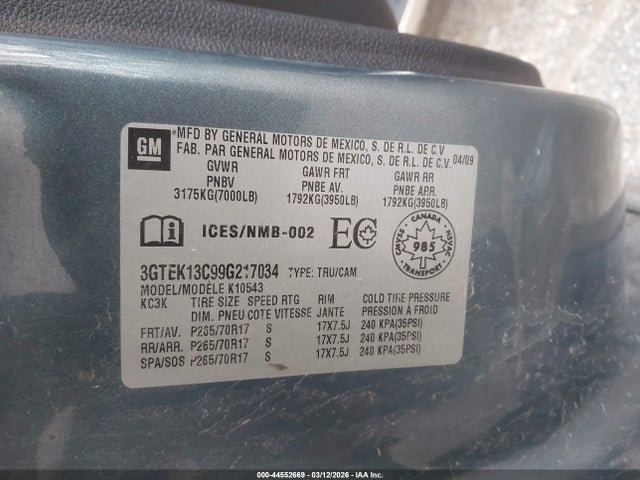 GM
MFD BY GENERAL MOTORS DE MEXICO, S. DE R.L. DE C.V
FAB. PAR GENERAL MOTORS DE MEXICO, S. DE R.L. DE C.V. 04/09
GVWR GAWR FRT GAWR RR
PNBV PNBE AV. PNBE ARR.
3175KG(7000LB) 1792KG(3950LB) 1792KG(3950LB)
ICES/NMB-002 EC CANADA CMVSS 985 NSVAC TRANSPORT
3GTEK13C99G217034 TYPE: TRU/CAM
MODEL/MODÈLE K10543
KC3K TIRE SIZE SPEED RTG RIM COLD TIRE PRESSURE
DIM. PNEU COTE VITESSE JANTE PRESSION À FROID
FRT/AV. P265/70R17 S 17X7.5J 240 KPA(35PSI)
RR/ARR. P265/70R17 S 17X7.5J 240 KPA(35PSI)
SPA/SOS P265/70R17 S 17X7.5J 240 KPA(35PSI)
000-44552669 - 03/12/2026 - IAA Inc.